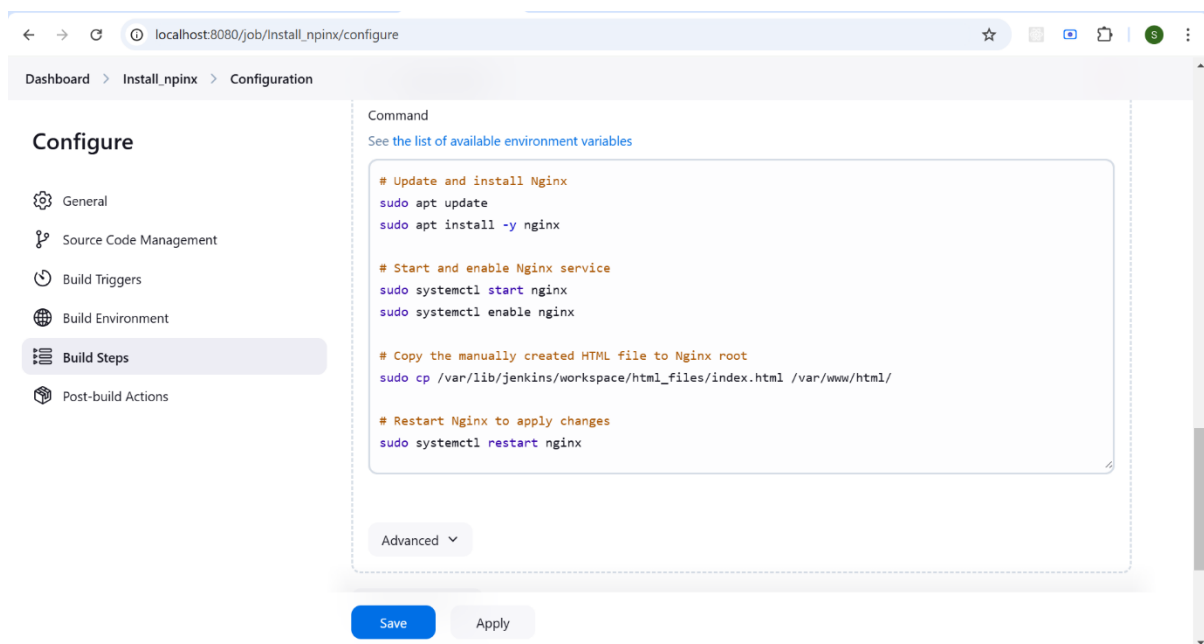 localhost:8080/job/Install_npinx/configure
S
Dashboard > Install_npinx > Configuration
Configure
General
Source Code Management
Build Triggers
Build Environment
Build Steps
Post-build Actions
Command
See the list of available environment variables
# Update and install Nginx
sudo apt update
sudo apt install -y nginx
# Start and enable Nginx service
sudo systemctl start nginx
sudo systemctl enable nginx
# Copy the manually created HTML file to Nginx root
sudo cp /var/lib/jenkins/workspace/html_files/index.html /var/www/html/
# Restart Nginx to apply changes
sudo systemctl restart nginx
Advanced
Save
Apply